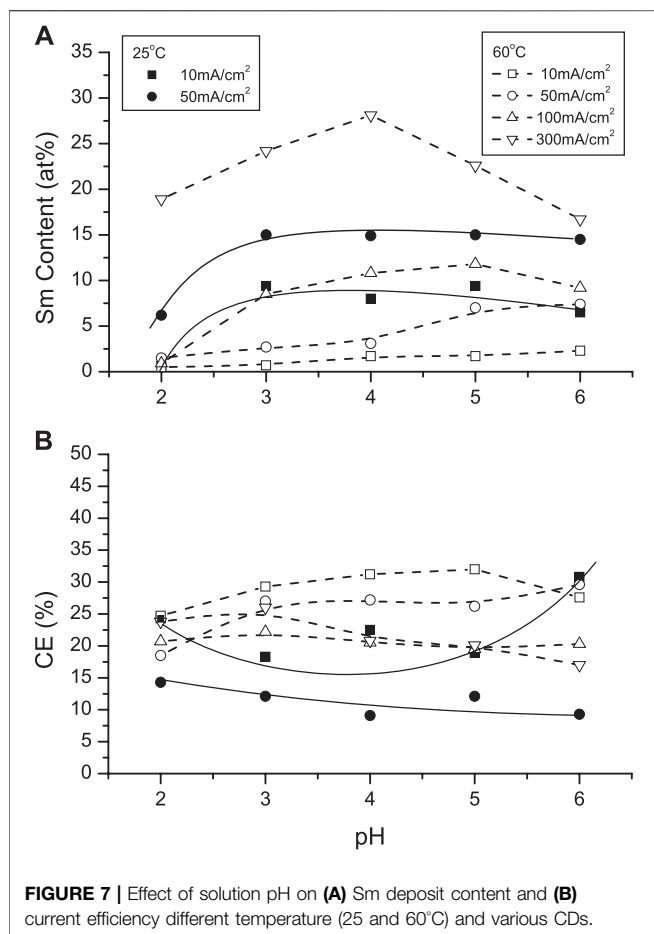 A
25°C
10mA/cm²
50mA/cm²
60°C
10mA/cm²
50mA/cm²
100mA/cm²
300mA/cm²
Sm Content (at%)
35
30
25
20
15
10
5
0
2 3 4 5 6
B
CE (%)
50
45
40
35
30
25
20
15
10
5
0
2 3 4 5 6
pH
FIGURE 7 | Effect of solution pH on (A) Sm deposit content and (B)
current efficiency different temperature (25 and 60°C) and various CDs.